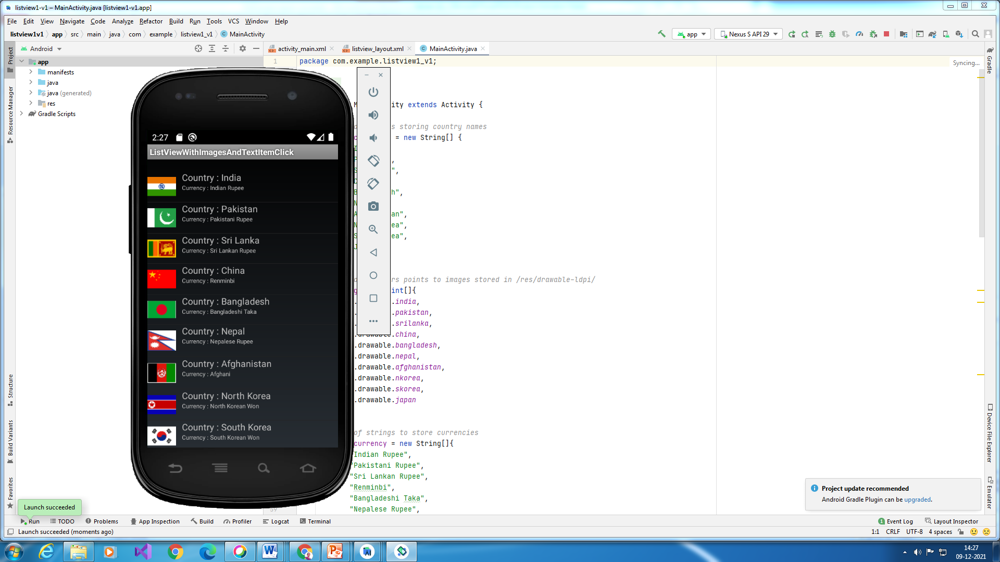 listview1-v1 – MainActivity.java [listview1-v1.app]
File Edit View Navigate Code Analyze Refactor Build Run Tools VCS Window Help
listview1v1 app src main java com example listview1_v1 MainActivity
app Nexus S API 29
Project
Android
activity_main.xml listview_layout.xml MainActivity.java
Gradle
app
manifests
java
java (generated)
res
Gradle Scripts
Resource Manager
Structure
Build Variants
Favorites
1 package com.example.listview1_v1;
Syncing...
ity extends Activity {
s storing country names
= new String[] {
",
h",
an",
ea",
ea",
rs points to images stored in /res/drawable-ldpi/
int[]{
.india,
.pakistan,
.srilanka,
.china,
.drawable.bangladesh,
.drawable.nepal,
.drawable.afghanistan,
.drawable.nkorea,
.drawable.skorea,
.drawable.japan
of strings to store currencies
currency = new String[]{
"Indian Rupee",
"Pakistani Rupee",
"Sri Lankan Rupee",
"Renminbi",
"Bangladeshi Taka",
59 "Nepalese Rupee",
2:27
ListViewWithImagesAndTextItemClick
Country : India
Currency : Indian Rupee
Country : Pakistan
Currency : Pakistani Rupee
Country : Sri Lanka
Currency : Sri Lankan Rupee
Country : China
Currency : Renminbi
Country : Bangladesh
Currency : Bangladeshi Taka
Country : Nepal
Currency : Nepalese Rupee
Country : Afghanistan
Currency : Afghani
Country : North Korea
Currency : North Korean Won
Country : South Korea
Currency : South Korean Won
Device File Explorer
Emulator
Project update recommended
Android Gradle Plugin can be upgraded.
Launch succeeded
Run TODO Problems App Inspection Build Profiler Logcat Terminal
1 Event Log Layout Inspector
Launch succeeded (moments ago)
1:1 CRLF UTF-8 4 spaces
14:27
09-12-2021